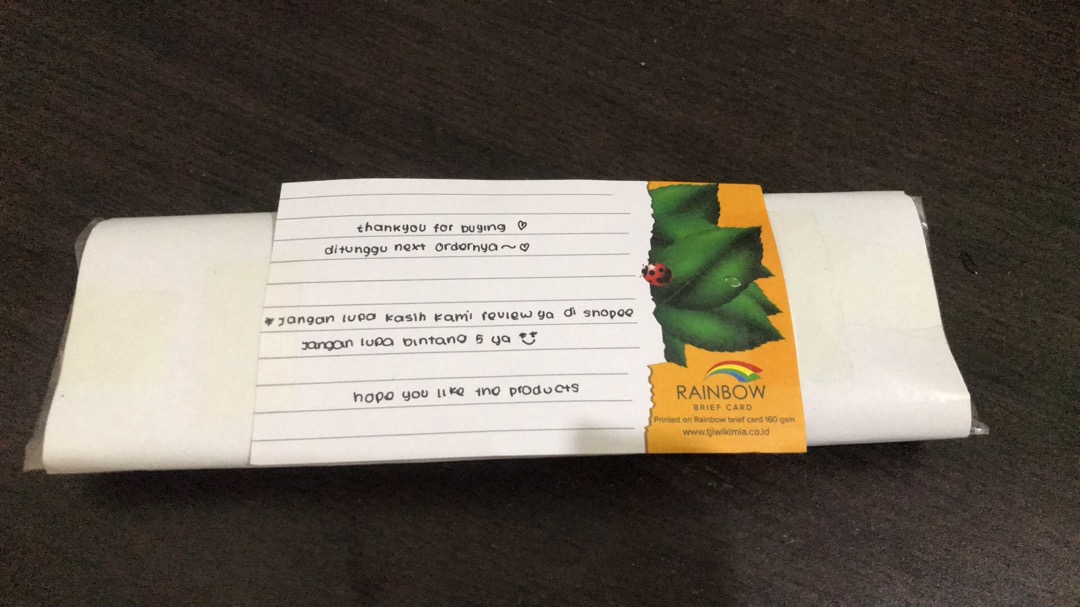 thankyou for buying ♡
ditunggu next ordernya ~ ♡
*Jangan lupa kasih kami review ya di shopee
Jangan lupa bintang 5 ya
hope you like the products
RAINBOW
BRIEF CARD
Printed on Rainbow brief card 160 gsm
www.tjiwikimia.co.id